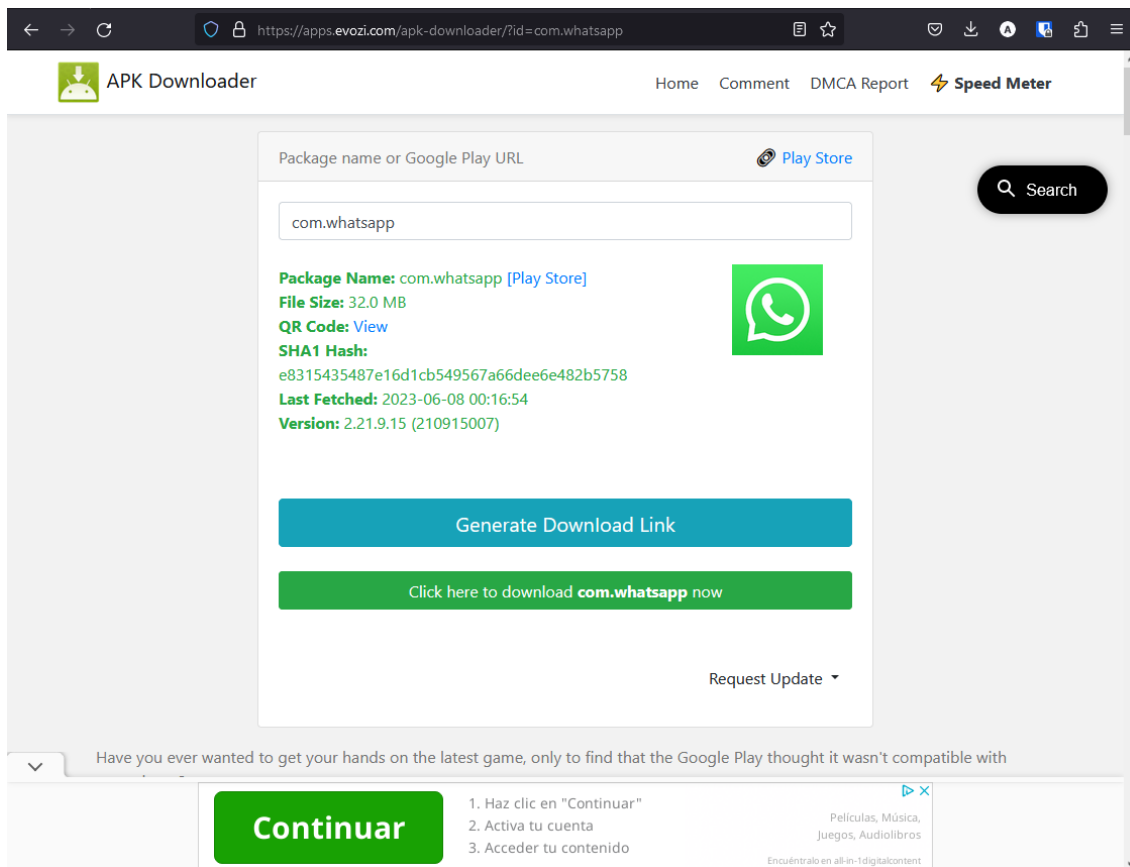 https://apps.evozi.com/apk-downloader/?id=com.whatsapp
APK Downloader
Home Comment DMCA Report Speed Meter
Package name or Google Play URL
Play Store
Search
com.whatsapp
Package Name: com.whatsapp [Play Store]
File Size: 32.0 MB
QR Code: View
SHA1 Hash:
e8315435487e16d1cb549567a66dee6e482b5758
Last Fetched: 2023-06-08 00:16:54
Version: 2.21.9.15 (210915007)
Generate Download Link
Click here to download com.whatsapp now
Request Update
Have you ever wanted to get your hands on the latest game, only to find that the Google Play thought it wasn't compatible with
Continuar
1. Haz clic en "Continuar"
2. Activa tu cuenta
3. Acceder tu contenido
Películas, Música,
Juegos, Audiolibros
Encuéntralo en all-in-1digitalcontent